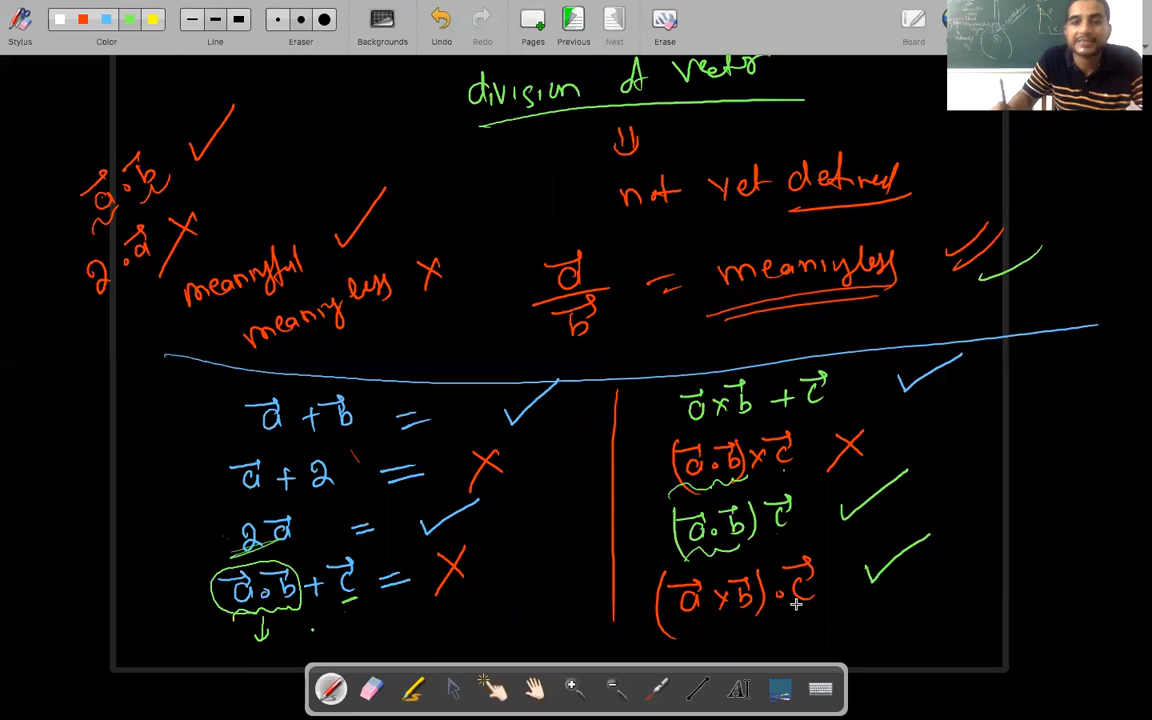 Stylus Color Line Eraser Backgrounds Undo Redo Pages Previous Next Erase Board
division of vector
⇓
not yet defined
a⃗·b⃗ ✓
2·a⃗ ✗
meaningful ✓
meaningless ✗
a⃗/b⃗ = meaningless ✓
a⃗ + b⃗ = ✓
a⃗ + 2 = ✗
2a⃗ = ✓
a⃗·b⃗ + c⃗ = ✗
↓
a⃗ × b⃗ + c⃗ ✓
(a⃗·b⃗) × c⃗ ✗
(a⃗·b⃗) c⃗ ✓
(a⃗ × b⃗)·c⃗ ✓